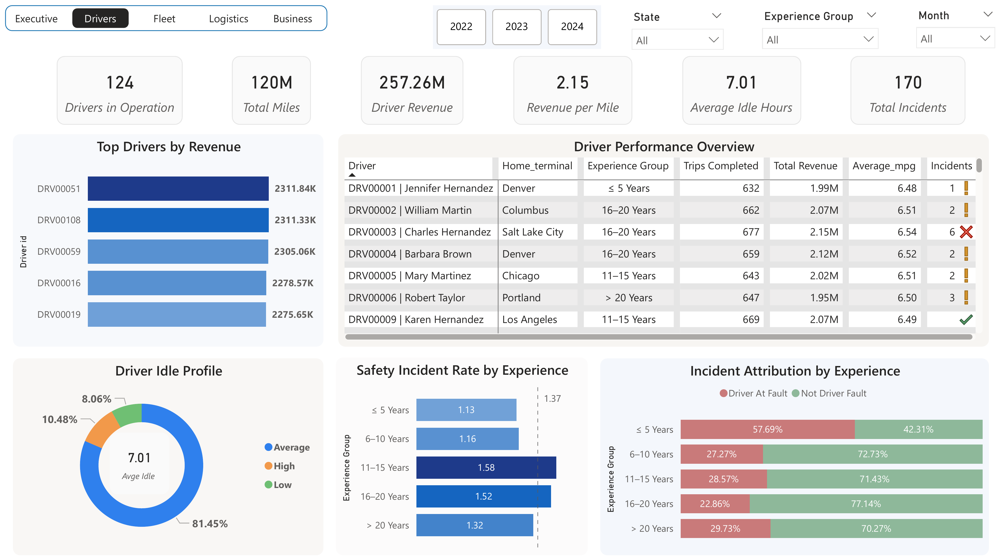 Executive Drivers Fleet Logistics Business
2022 2023 2024
State
All
Experience Group
All
Month
All
124
Drivers in Operation
120M
Total Miles
257.26M
Driver Revenue
2.15
Revenue per Mile
7.01
Average Idle Hours
170
Total Incidents
Top Drivers by Revenue
Driver id
DRV00051 2311.84K
DRV00108 2311.33K
DRV00059 2305.06K
DRV00016 2278.57K
DRV00019 2275.65K
Driver Performance Overview
Driver Home_terminal Experience Group Trips Completed Total Revenue Average_mpg Incidents
DRV00001 | Jennifer Hernandez Denver ≤ 5 Years 632 1.99M 6.48 1
DRV00002 | William Martin Columbus 16–20 Years 662 2.07M 6.51 2
DRV00003 | Charles Hernandez Salt Lake City 16–20 Years 677 2.15M 6.54 6
DRV00004 | Barbara Brown Denver 16–20 Years 659 2.12M 6.52 2
DRV00005 | Mary Martinez Chicago 11–15 Years 643 2.02M 6.51 2
DRV00006 | Robert Taylor Portland > 20 Years 647 1.95M 6.50 3
DRV00009 | Karen Hernandez Los Angeles 11–15 Years 669 2.07M 6.49
Driver Idle Profile
8.06%
10.48%
81.45%
7.01
Avge Idle
Average
High
Low
Safety Incident Rate by Experience
1.37
Experience Group
≤ 5 Years 1.13
6–10 Years 1.16
11–15 Years 1.58
16–20 Years 1.52
> 20 Years 1.32
Incident Attribution by Experience
Driver At Fault Not Driver Fault
Experience Group
≤ 5 Years 57.69% 42.31%
6–10 Years 27.27% 72.73%
11–15 Years 28.57% 71.43%
16–20 Years 22.86% 77.14%
> 20 Years 29.73% 70.27%